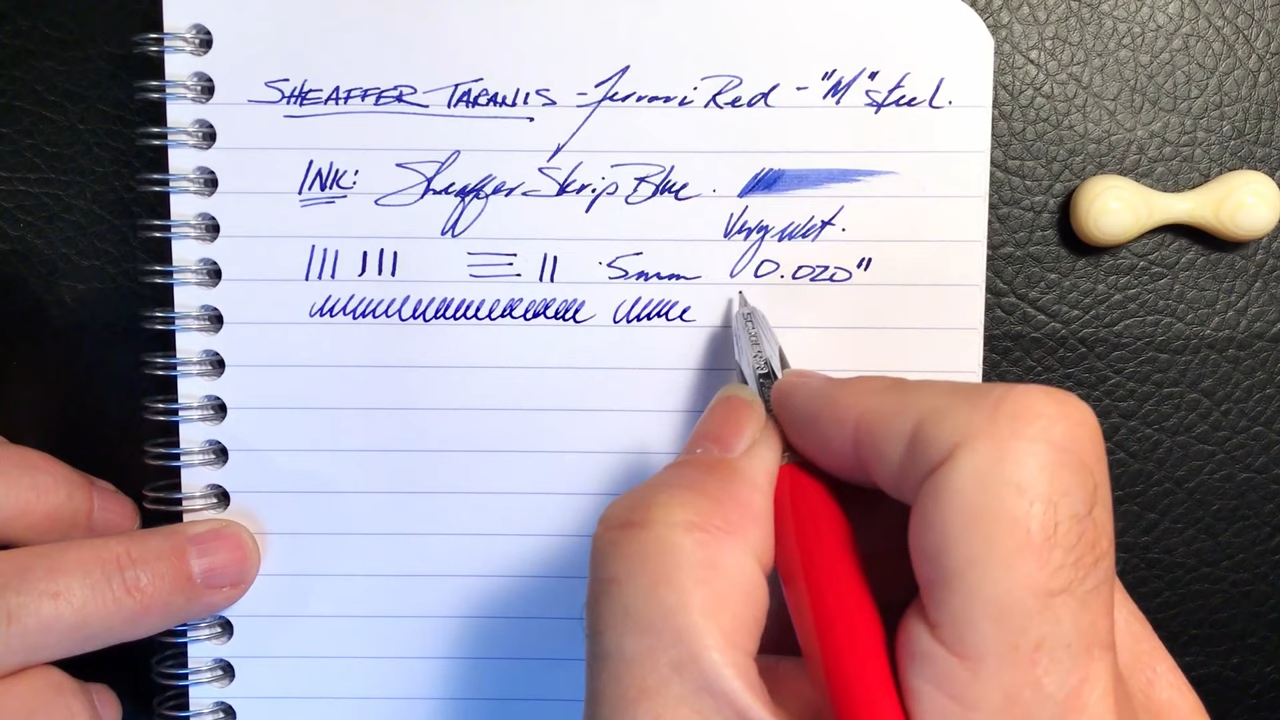 SHEAFFER TARANIS - Ferrari Red - "M" steel.
INK: Sheaffer Skrip Blue.
Very wet.
.5mm 0.020"